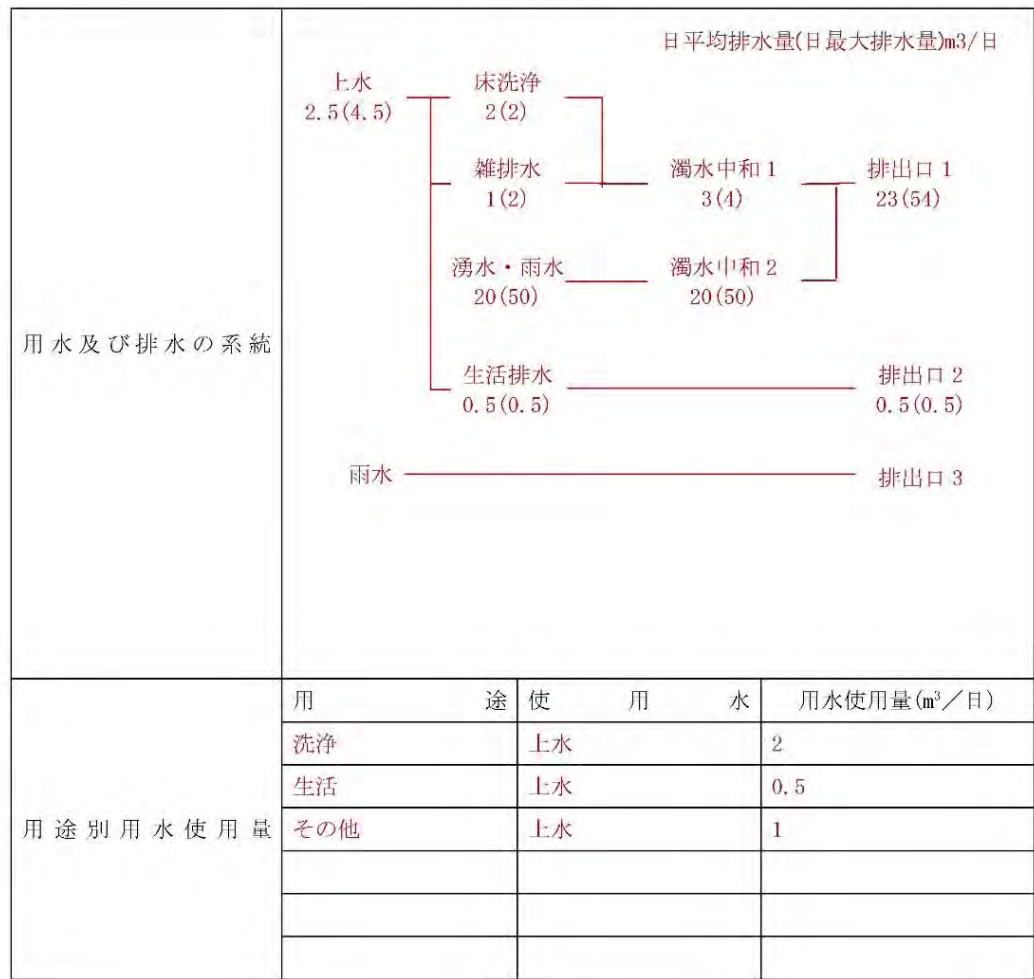 用水及び排水の系統
日平均排水量(日最大排水量)m3/日
上水 床洗浄
2.5(4.5) 2(2)
雑排水 濁水中和1 排出口1
1(2) 3(4) 23(54)
湧水・雨水 濁水中和2
20(50) 20(50)
生活排水 排出口2
0.5(0.5) 0.5(0.5)
雨水 排出口3
用途別用水使用量
用途 使用水 用水使用量(m³/日)
洗浄 上水 2
生活 上水 0.5
その他 上水 1